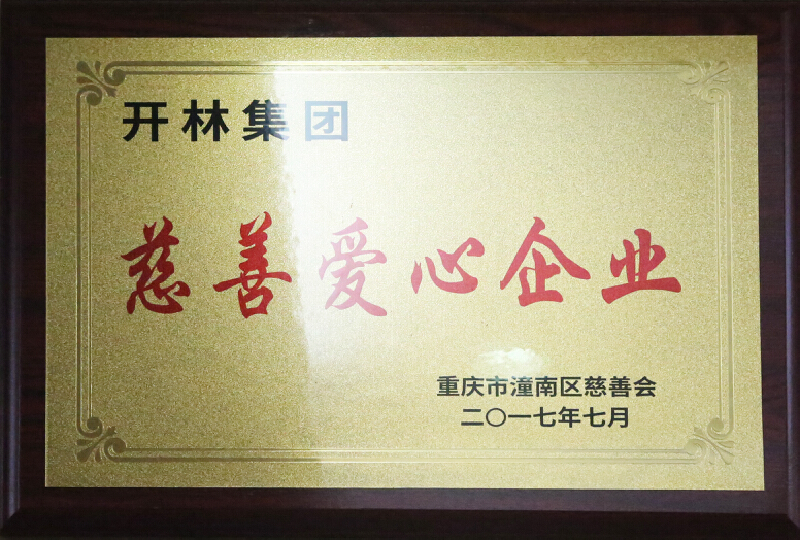 开林集团
慈善爱心企业
重庆市潼南区慈善会
二〇一七年七月